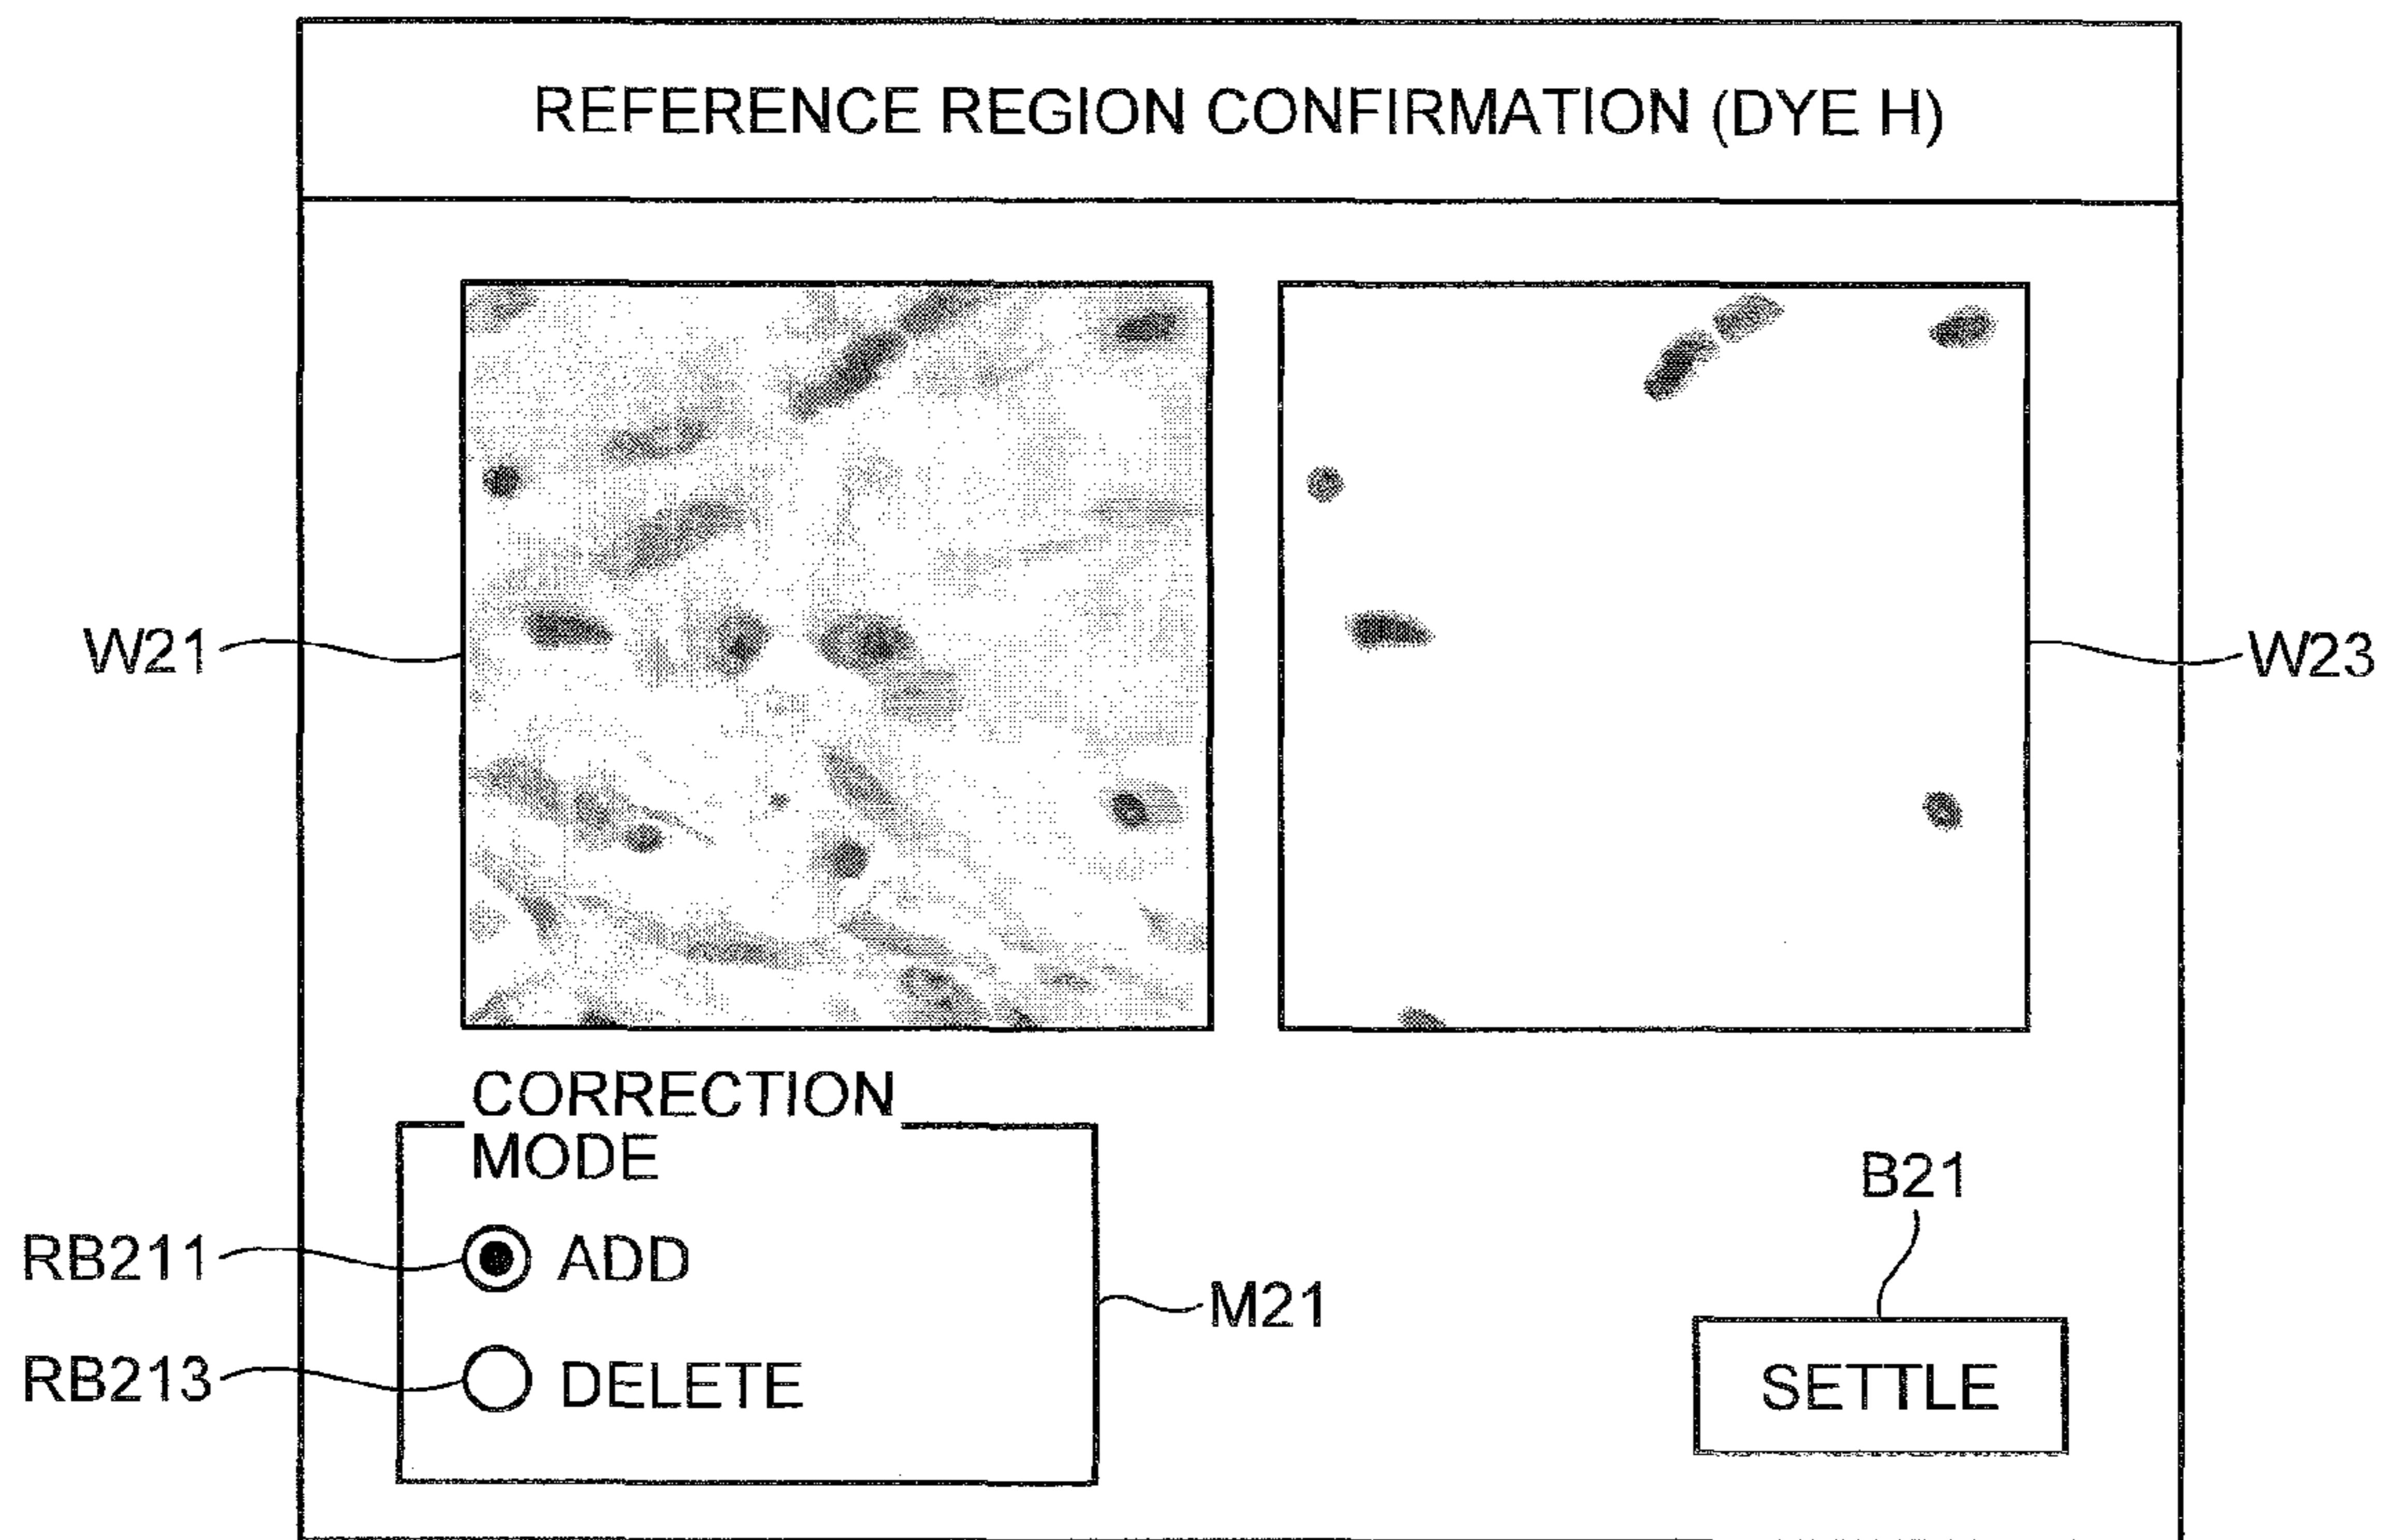 REFERENCE REGION CONFIRMATION (DYE H)
W21
W23
CORRECTION
MODE
B21
RB211
ADD
M21
RB213
DELETE
SETTLE